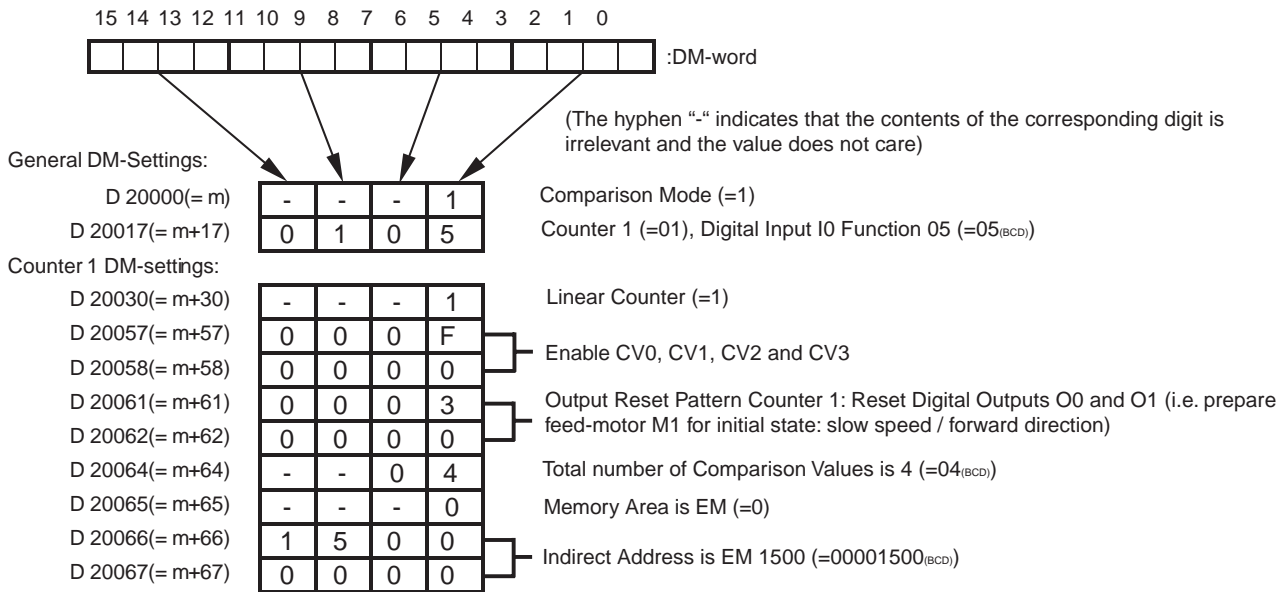 15 14 13 12 11 10 9 8 7 6 5 4 3 2 1 0
:DM-word
(The hyphen “-“ indicates that the contents of the corresponding digit is
irrelevant and the value does not care)
General DM-Settings:
D 20000(= m) - - - 1 Comparison Mode (=1)
D 20017(= m+17) 0 1 0 5 Counter 1 (=01), Digital Input I0 Function 05 (=05(BCD))
Counter 1 DM-settings:
D 20030(= m+30) - - - 1 Linear Counter (=1)
D 20057(= m+57) 0 0 0 F
Enable CV0, CV1, CV2 and CV3
D 20058(= m+58) 0 0 0 0
D 20061(= m+61) 0 0 0 3 Output Reset Pattern Counter 1: Reset Digital Outputs O0 and O1 (i.e. prepare
feed-motor M1 for initial state: slow speed / forward direction)
D 20062(= m+62) 0 0 0 0
D 20064(= m+64) - - 0 4 Total number of Comparison Values is 4 (=04(BCD))
D 20065(= m+65) - - - 0 Memory Area is EM (=0)
D 20066(= m+66) 1 5 0 0
Indirect Address is EM 1500 (=00001500(BCD))
D 20067(= m+67) 0 0 0 0